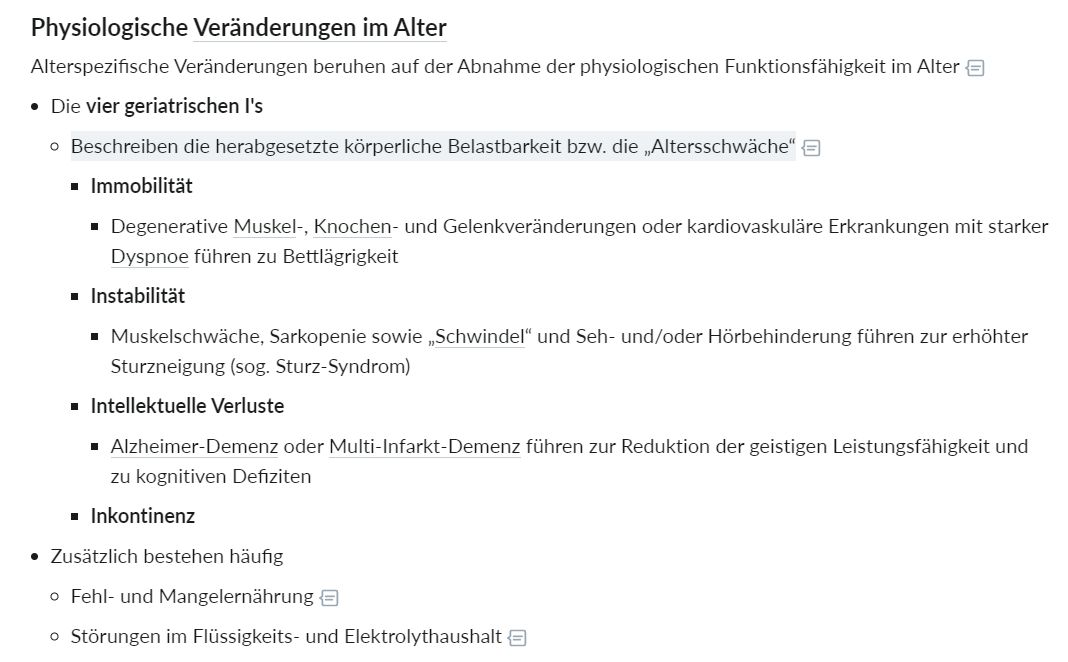 Physiologische Veränderungen im Alter
Alterspezifische Veränderungen beruhen auf der Abnahme der physiologischen Funktionsfähigkeit im Alter
Die vier geriatrischen I's
Beschreiben die herabgesetzte körperliche Belastbarkeit bzw. die „Altersschwäche“
Immobilität
Degenerative Muskel-, Knochen- und Gelenkveränderungen oder kardiovaskuläre Erkrankungen mit starker
Dyspnoe führen zu Bettlägrigkeit
Instabilität
Muskelschwäche, Sarkopenie sowie „Schwindel“ und Seh- und/oder Hörbehinderung führen zur erhöhter
Sturzneigung (sog. Sturz-Syndrom)
Intellektuelle Verluste
Alzheimer-Demenz oder Multi-Infarkt-Demenz führen zur Reduktion der geistigen Leistungsfähigkeit und
zu kognitiven Defiziten
Inkontinenz
Zusätzlich bestehen häufig
Fehl- und Mangelernährung
Störungen im Flüssigkeits- und Elektrolythaushalt